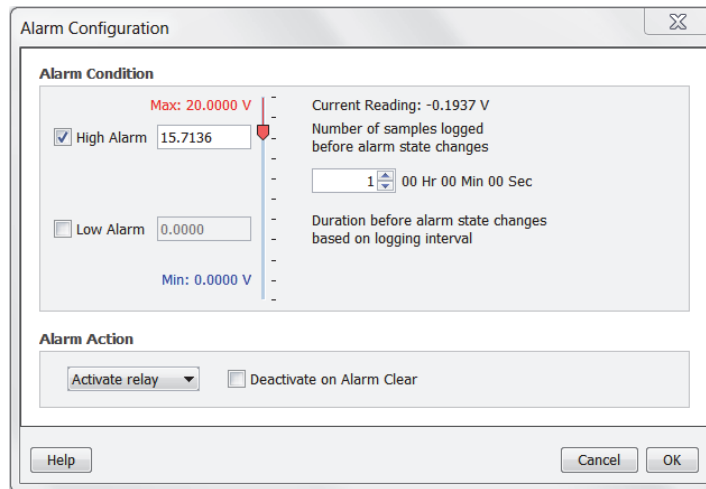 Alarm Configuration
Alarm Condition
Max: 20.0000 V
High Alarm 15.7136
Low Alarm 0.0000
Min: 0.0000 V
Current Reading: -0.1937 V
Number of samples logged
before alarm state changes
1 00 Hr 00 Min 00 Sec
Duration before alarm state changes
based on logging interval
Alarm Action
Activate relay Deactivate on Alarm Clear
Help Cancel OK